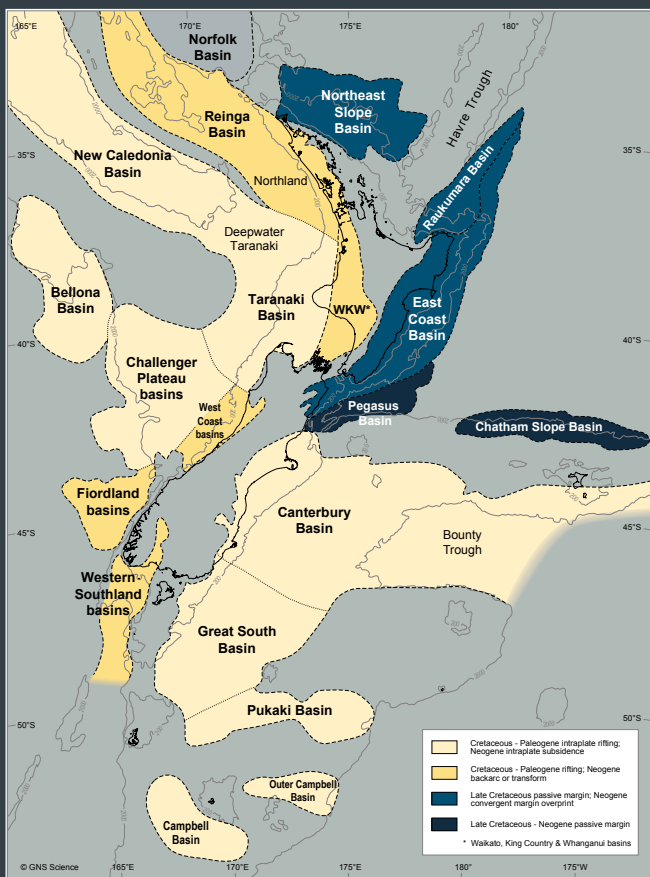 165°E
170°E
175°E
180°
Norfolk
Basin
Northeast
Slope
Basin
Havre Trough
Reinga
Basin
35°S
35°S
New Caledonia
Basin
Northland
Raukumara Basin
Deepwater
Taranaki
Bellona
Basin
Taranaki
Basin
WKW*
East
Coast
Basin
40°S
40°S
Challenger
Plateau
basins
West
Coast
basins
Pegasus
Basin
Chatham Slope Basin
Fiordland
basins
Canterbury
Basin
45°S
45°S
Bounty
Trough
Western
Southland
basins
Great South
Basin
Pukaki Basin
50°S
50°S
Outer Campbell
Basin
Campbell
Basin
Cretaceous - Paleogene intraplate rifting;
Neogene intraplate subsidence
Cretaceous - Paleogene rifting; Neogene
backarc or transform
Late Cretaceous passive margin; Neogene
convergent margin overprint
Late Cretaceous - Neogene passive margin
* Waikato, King Country & Whanganui basins
© GNS Science
165°E
170°E
175°E
180°
175°W